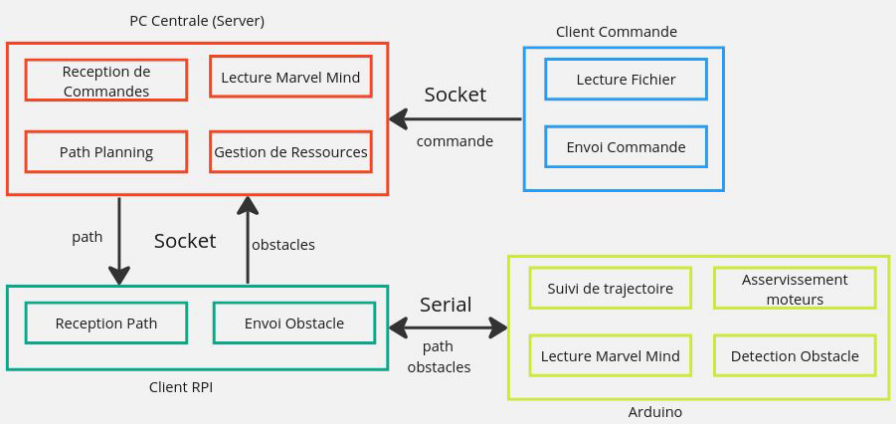 PC Centrale (Server)
Reception de
Commandes
Lecture Marvel Mind
Path Planning
Gestion de Ressources
Socket
commande
Client Commande
Lecture Fichier
Envoi Commande
path
Socket
obstacles
Reception Path
Envoi Obstacle
Client RPI
Serial
path
obstacles
Suivi de trajectoire
Asservissement
moteurs
Lecture Marvel Mind
Detection Obstacle
Arduino